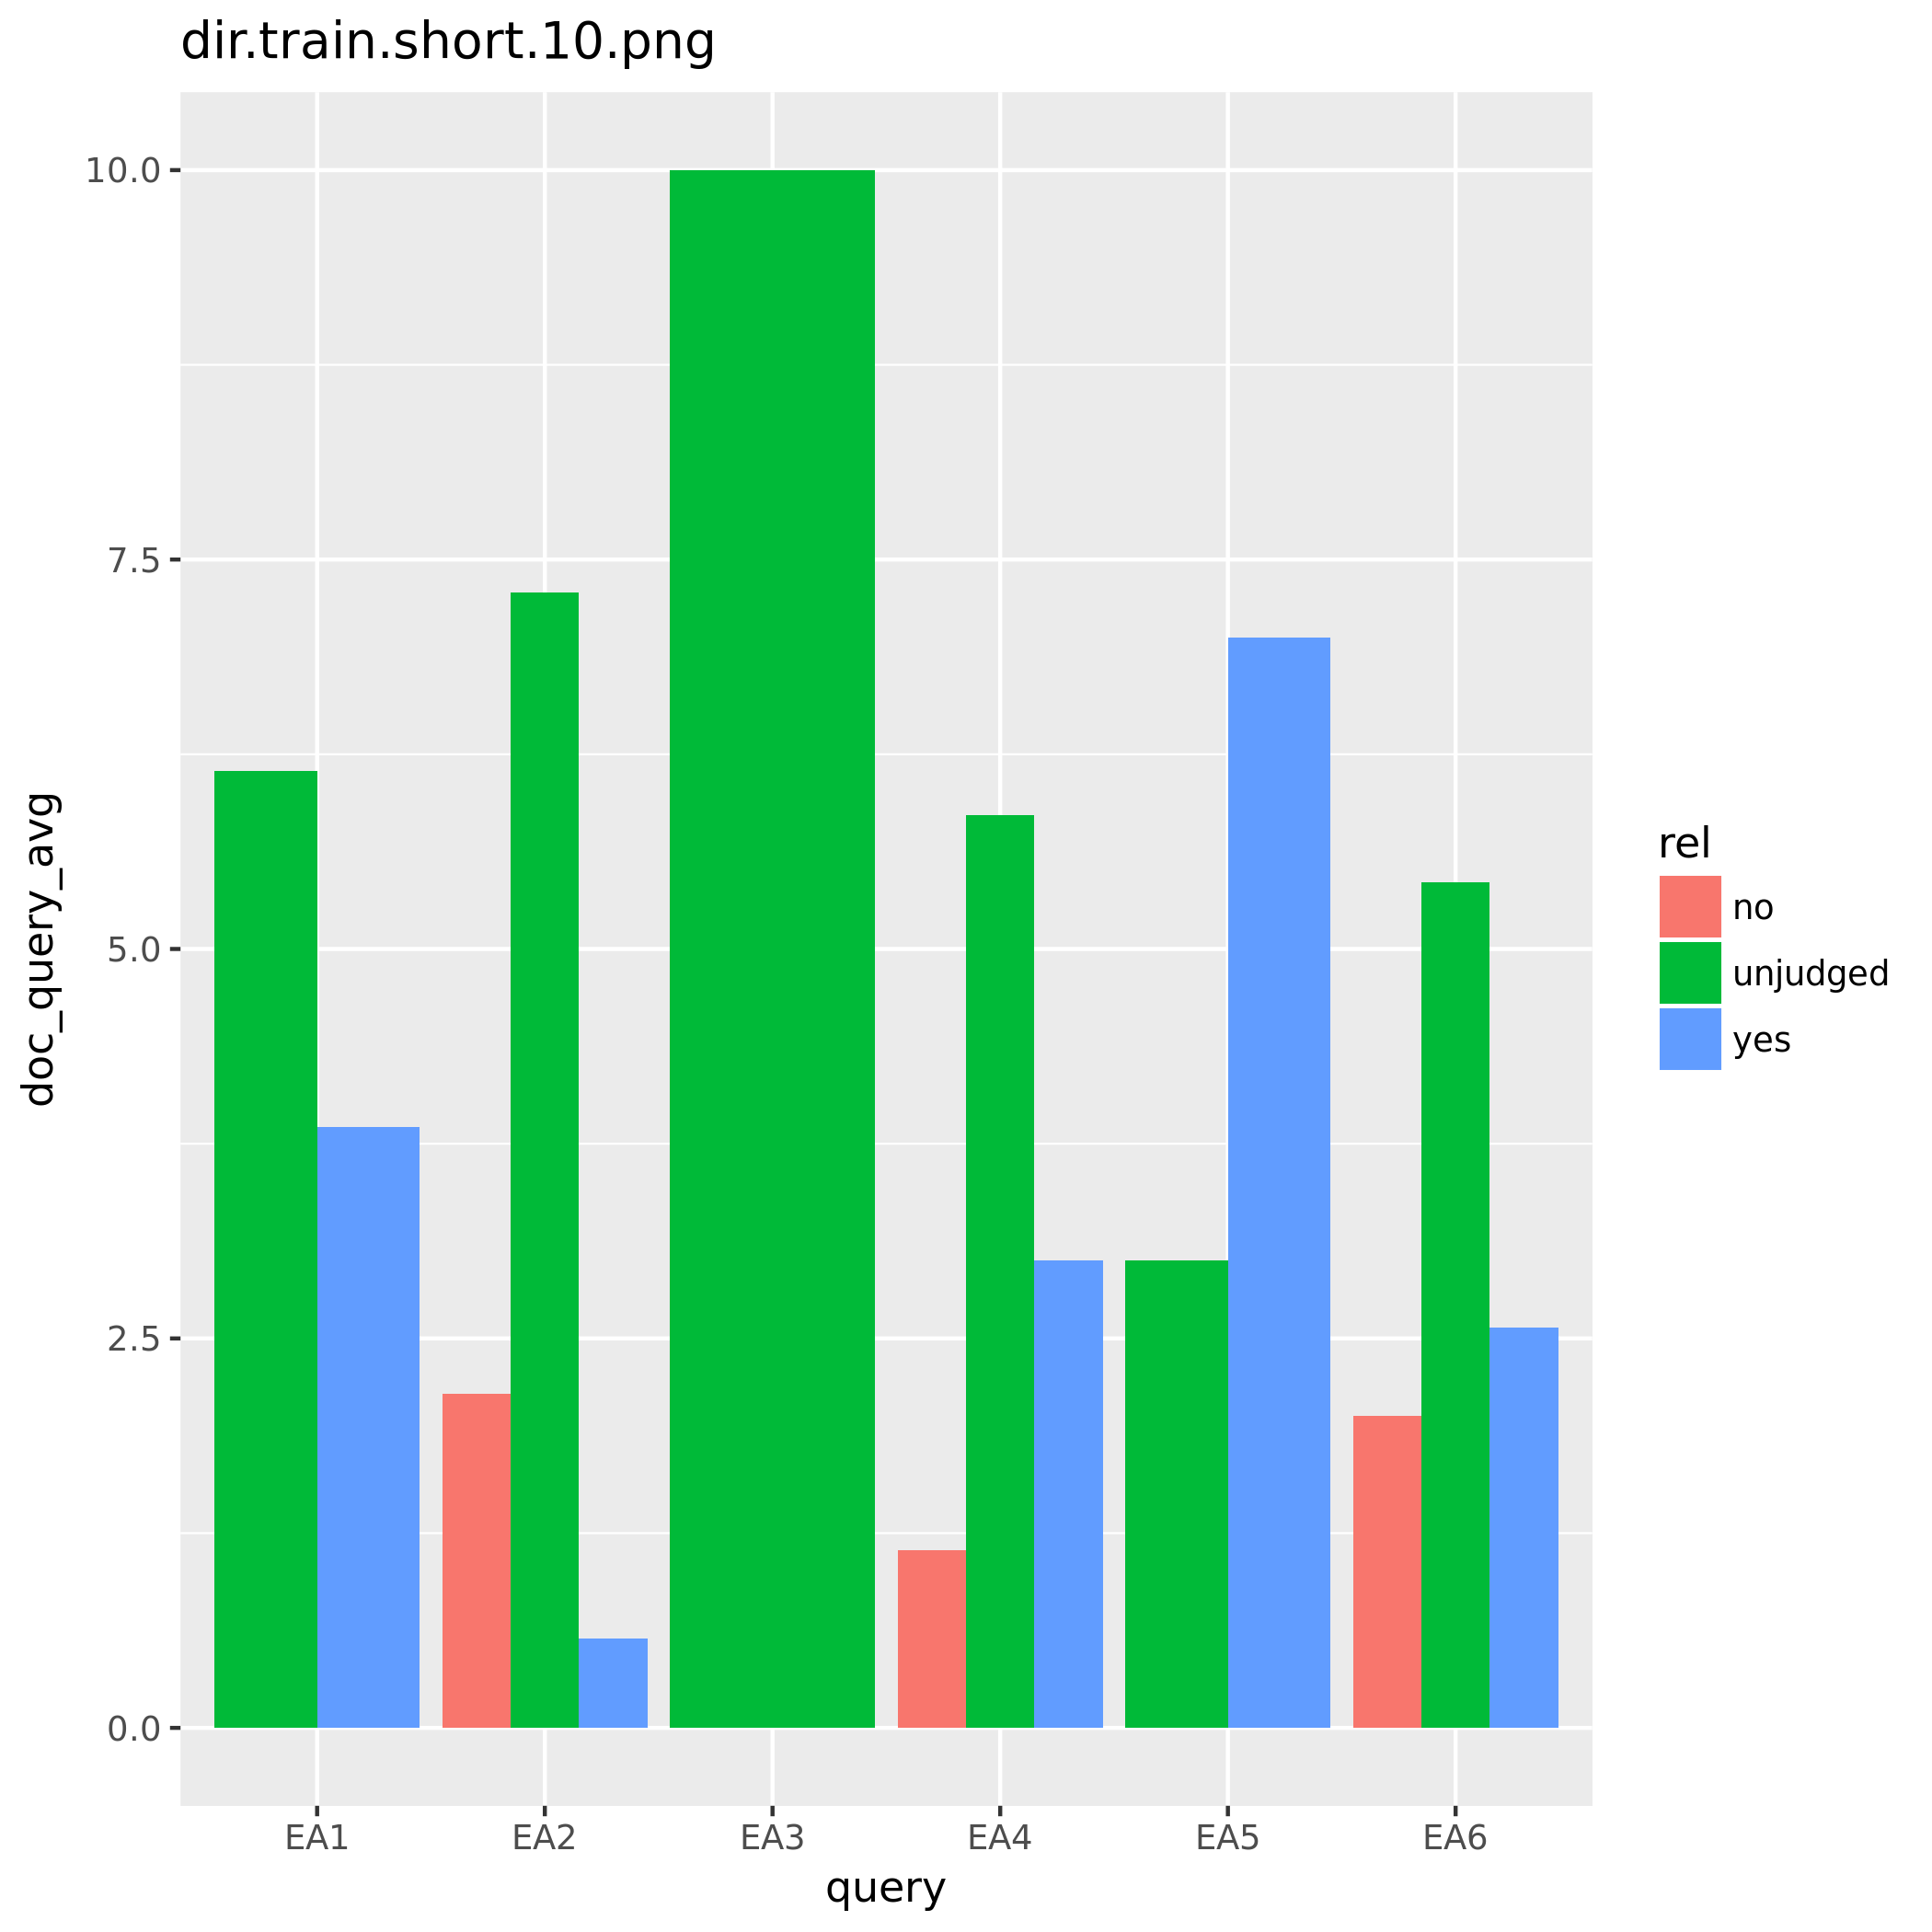 dir.train.short.10.png
doc_query_avg
10.0
7.5
5.0
2.5
0.0
EA1 EA2 EA3 EA4 EA5 EA6
query
rel
no
unjudged
yes